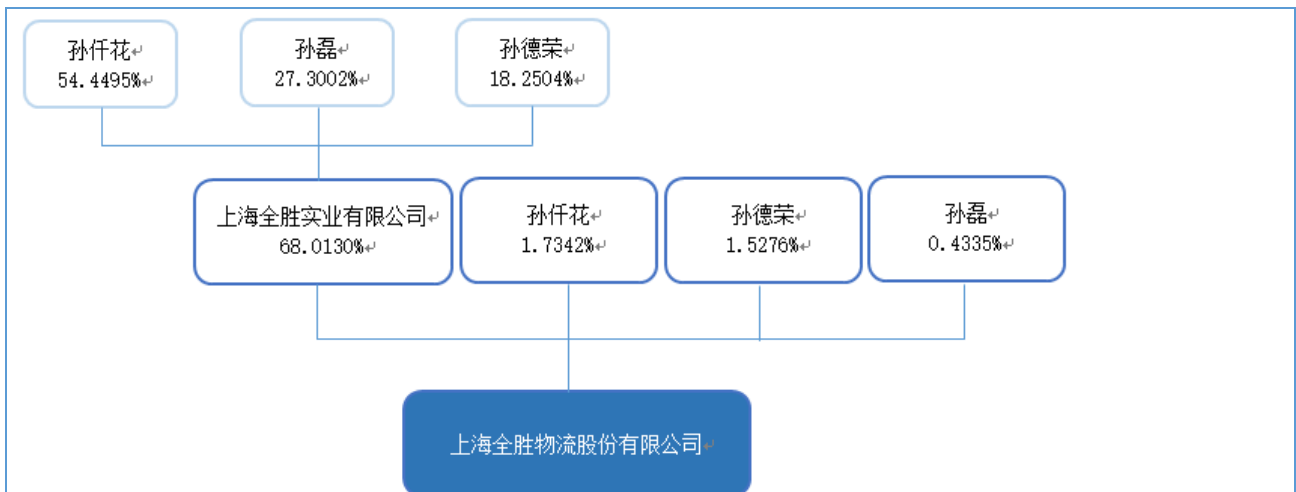 孙仟花
54.4495%
孙磊
27.3002%
孙德荣
18.2504%
上海全胜实业有限公司
68.0130%
孙仟花
1.7342%
孙德荣
1.5276%
孙磊
0.4335%
上海全胜物流股份有限公司